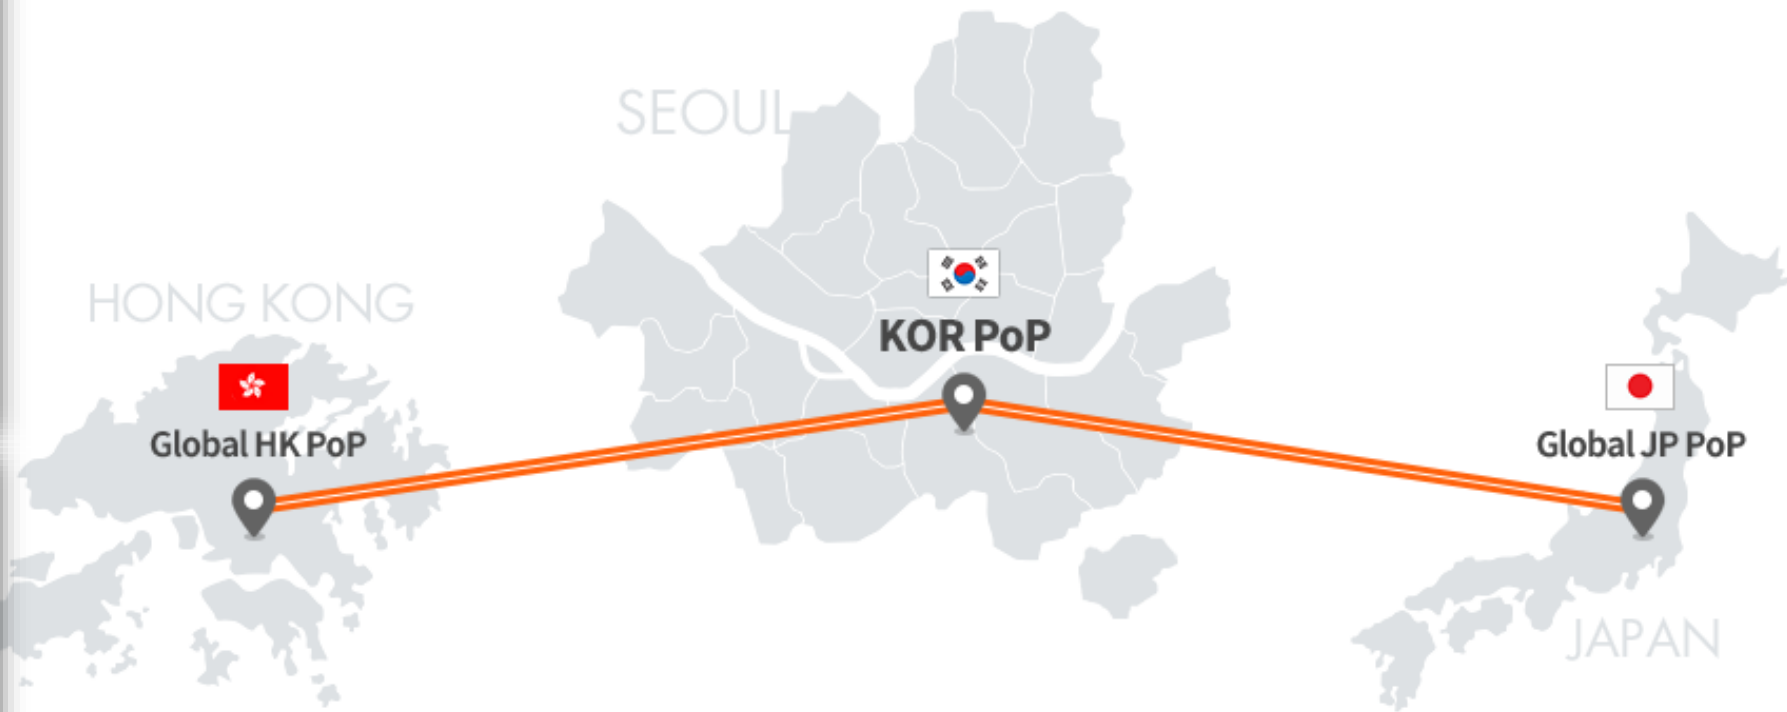 SEOUL
HONG KONG
KOR PoP
Global HK PoP
Global JP PoP
JAPAN